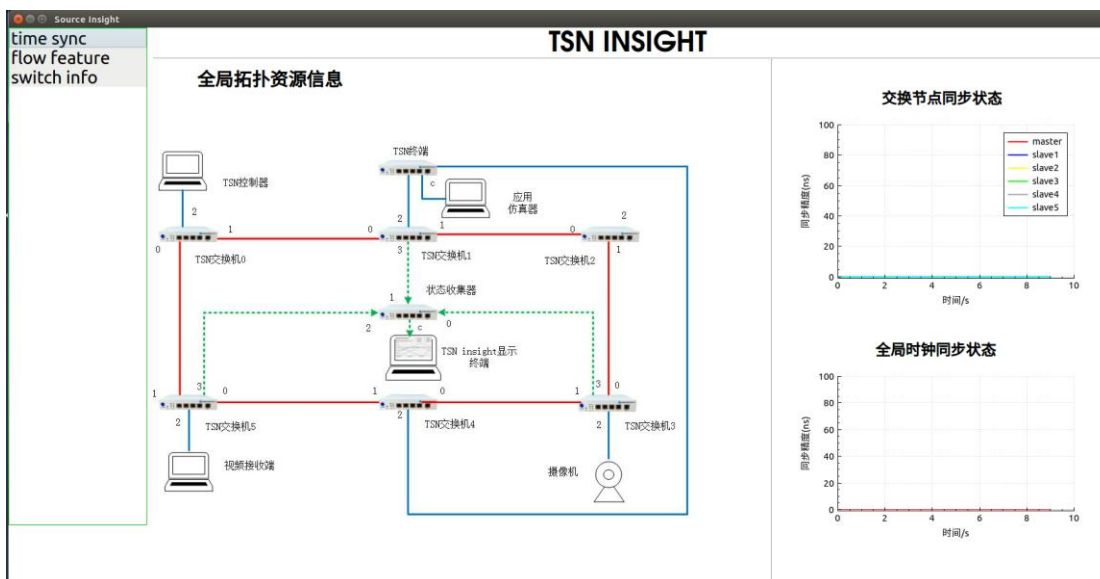 Source Insight
time sync
flow feature
switch info
TSN INSIGHT
全局拓扑资源信息
TSN终端
c
TSN控制器
应用
仿真器
2
2
1
2
0
1
0
1
0
3
1
TSN交换机0
TSN交换机1
TSN交换机2
状态收集器
1
2
0
c
TSN insight显示
终端
1
3
0
1
0
1
3
0
2
2
2
TSN交换机5
TSN交换机4
TSN交换机3
视频接收端
摄像机
交换节点同步状态
100
80
60
40
20
0
同步精度(ns)
master
slave1
slave2
slave3
slave4
slave5
0 2 4 6 8 10
时间/s
全局时钟同步状态
100
80
60
40
20
0
同步精度(ns)
0 2 4 6 8 10
时间/s